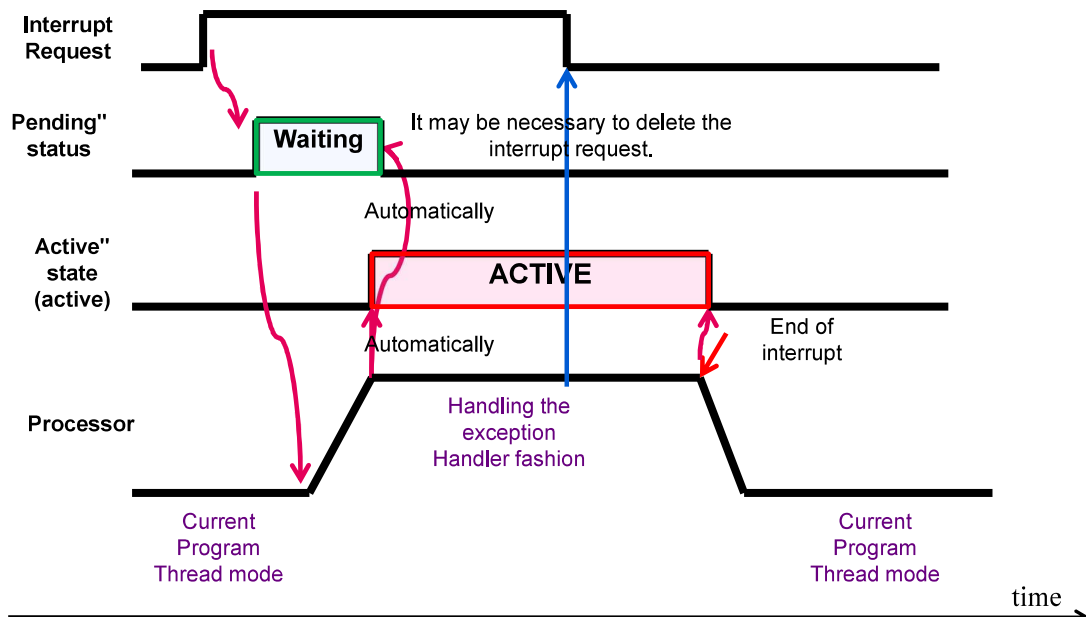 Interrupt
Request
Pending"
status
Waiting
It may be necessary to delete the
interrupt request.
Automatically
Active"
state
(active)
ACTIVE
Automatically
End of
interrupt
Processor
Handling the
exception
Handler fashion
Current
Program
Thread mode
Current
Program
Thread mode
time